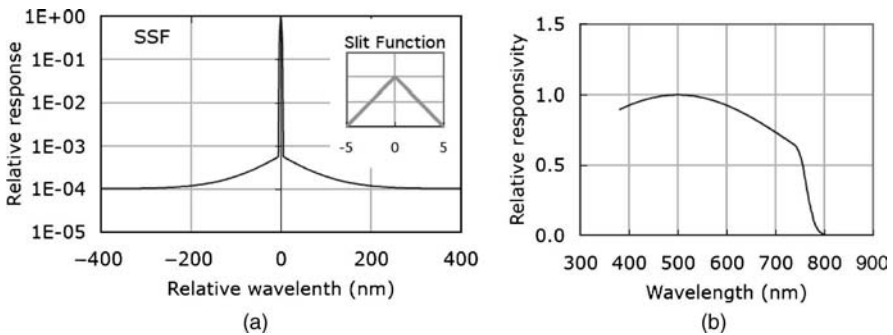 1E+00
1E-01
1E-02
1E-03
1E-04
1E-05
Relative response
SSF
Slit Function
-5 0 5
−400 −200 0 200 400
Relative wavelenth (nm)
(a)
1.5
1.0
0.5
0.0
Relative responsivity
300 400 500 600 700 800 900
Wavelength (nm)
(b)